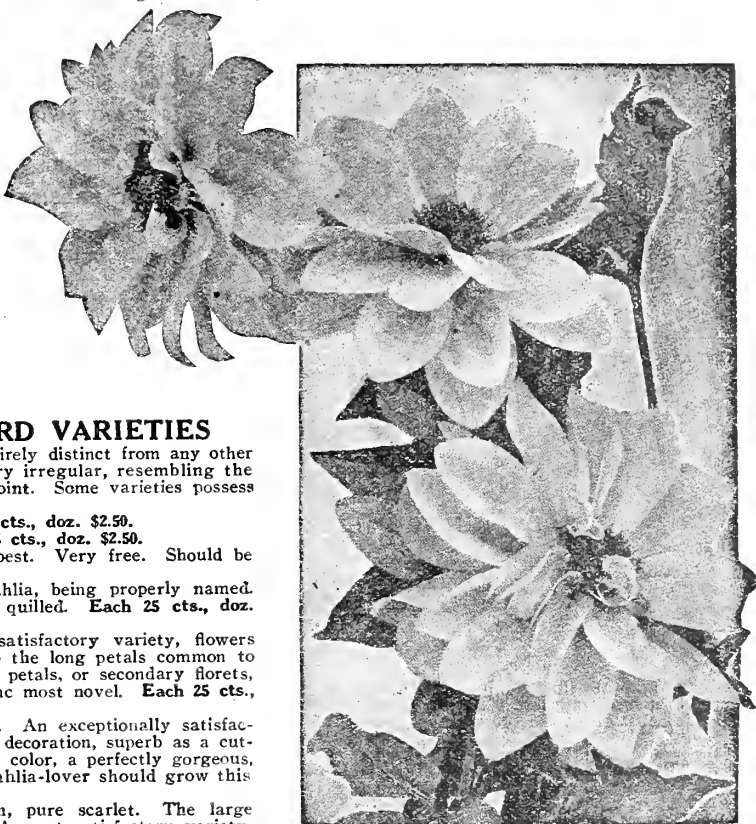 RD VARIETIES
irely distinct from any other
ry irregular, resembling the
oint. Some varieties possess
cts., doz. $2.50.
cts., doz. $2.50.
best. Very free. Should be
hlia, being properly named.
quilled. Each 25 cts., doz.
satisfactory variety, flowers
the long petals common to
petals, or secondary florets,
most novel. Each 25 cts.,
An exceptionally satisfac-
decoration, superb as a cut-
color, a perfectly gorgeous,
ahlia-lover should grow this
pure scarlet. The large